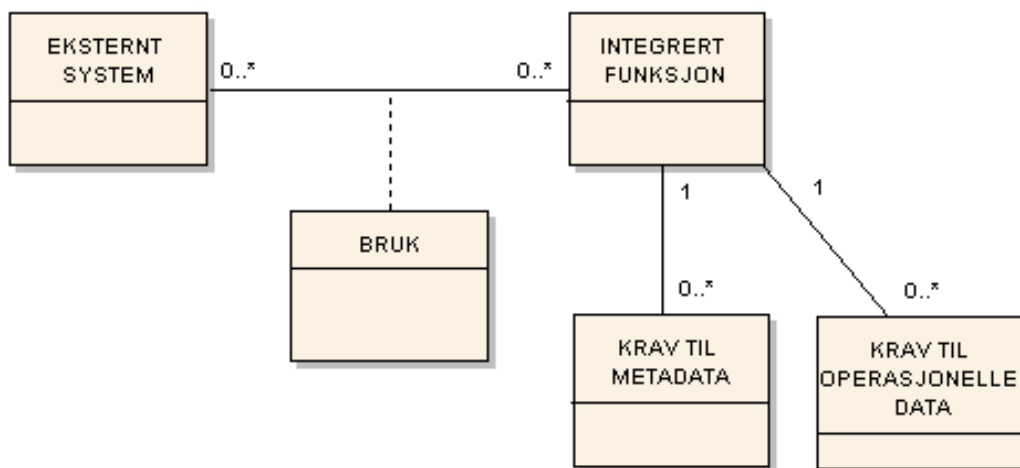 EKSTERNT
SYSTEM
0..*
0..*
INTEGRERT
FUNKSJON
BRUK
1
1
0..*
0..*
KRAV TIL
METADATA
KRAV TIL
OPERASJONELLE
DATA